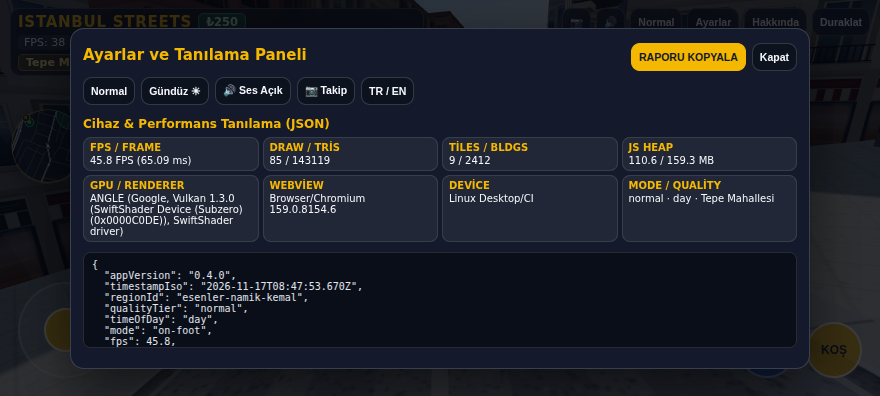 ISTANBUL STREETS ₺250
Normal Ayarlar Hakkında Duraklat
FPS: 38
Tepe M
Ayarlar ve Tanılama Paneli
RAPORU KOPYALA Kapat
Normal Gündüz ☀ 🔊 Ses Açık 📷 Takip TR / EN
Cihaz & Performans Tanılama (JSON)
FPS / FRAME
45.8 FPS (65.09 ms)
DRAW / TRİS
85 / 143119
TİLES / BLDGS
9 / 2412
JS HEAP
110.6 / 159.3 MB
GPU / RENDERER
ANGLE (Google, Vulkan 1.3.0
(SwiftShader Device (Subzero)
(0x0000C0DE)), SwiftShader
driver)
WEBVİEW
Browser/Chromium
159.0.8154.6
DEVİCE
Linux Desktop/CI
MODE / QUALİTY
normal · day · Tepe Mahallesi
{
"appVersion": "0.4.0",
"timestampIso": "2026-11-17T08:47:53.670Z",
"regionId": "esenler-namik-kemal",
"qualityTier": "normal",
"timeOfDay": "day",
"mode": "on-foot",
"fps": 45.8,
KOŞ